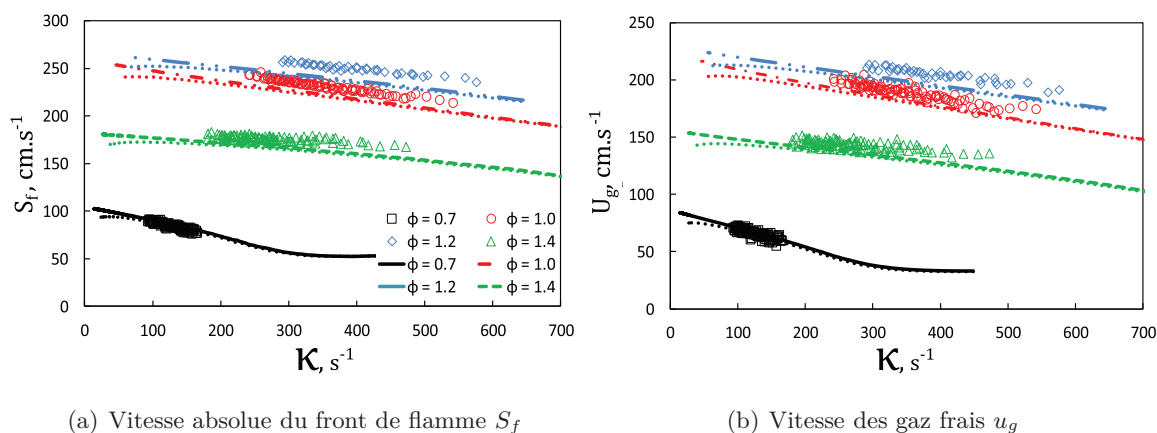 300
250
200
150
100
50
0
S_f, cm.s^-1
ϕ = 0.7 ϕ = 1.0
ϕ = 1.2 ϕ = 1.4
ϕ = 0.7 ϕ = 1.0
ϕ = 1.2 ϕ = 1.4
0 100 200 300 400 500 600 700
K, s^-1
(a) Vitesse absolue du front de flamme S_f
250
200
150
100
50
0
U_g_, cm.s^-1
0 100 200 300 400 500 600 700
K, s^-1
(b) Vitesse des gaz frais u_g